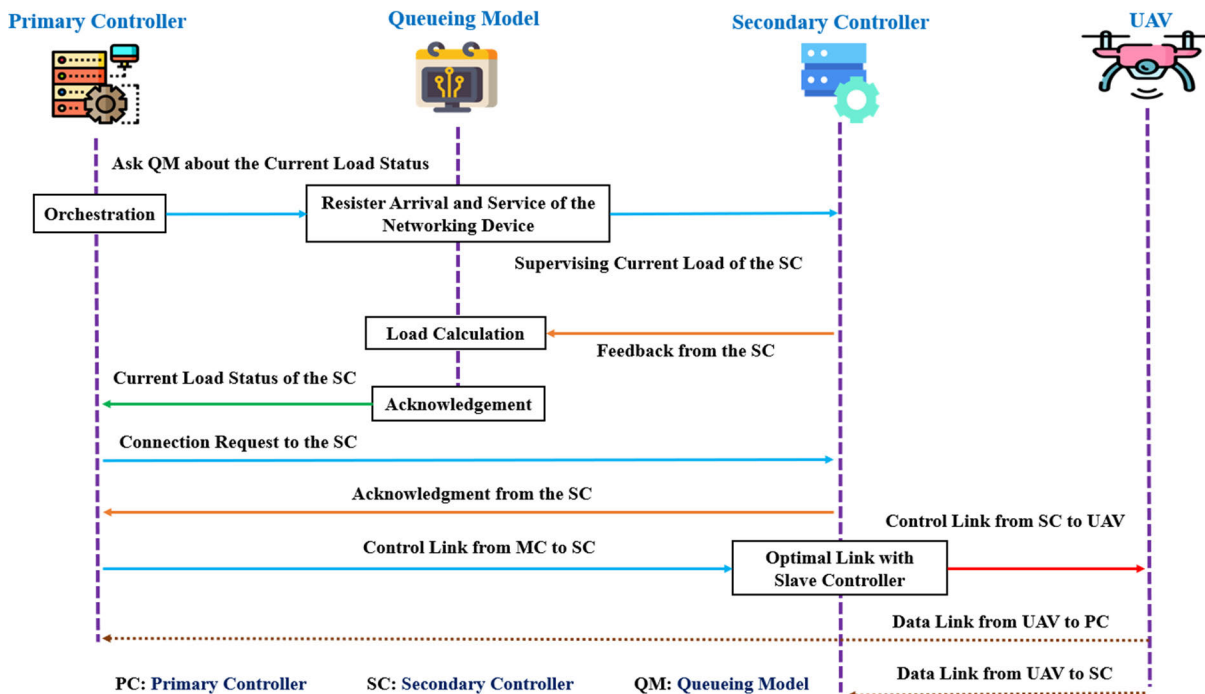 Primary Controller
Queueing Model
Secondary Controller
UAV
Ask QM about the Current Load Status
Orchestration
Resister Arrival and Service of the
Networking Device
Supervising Current Load of the SC
Load Calculation
Feedback from the SC
Current Load Status of the SC
Acknowledgement
Connection Request to the SC
Acknowledgment from the SC
Control Link from SC to UAV
Control Link from MC to SC
Optimal Link with
Slave Controller
Data Link from UAV to PC
Data Link from UAV to SC
PC: Primary Controller
SC: Secondary Controller
QM: Queueing Model